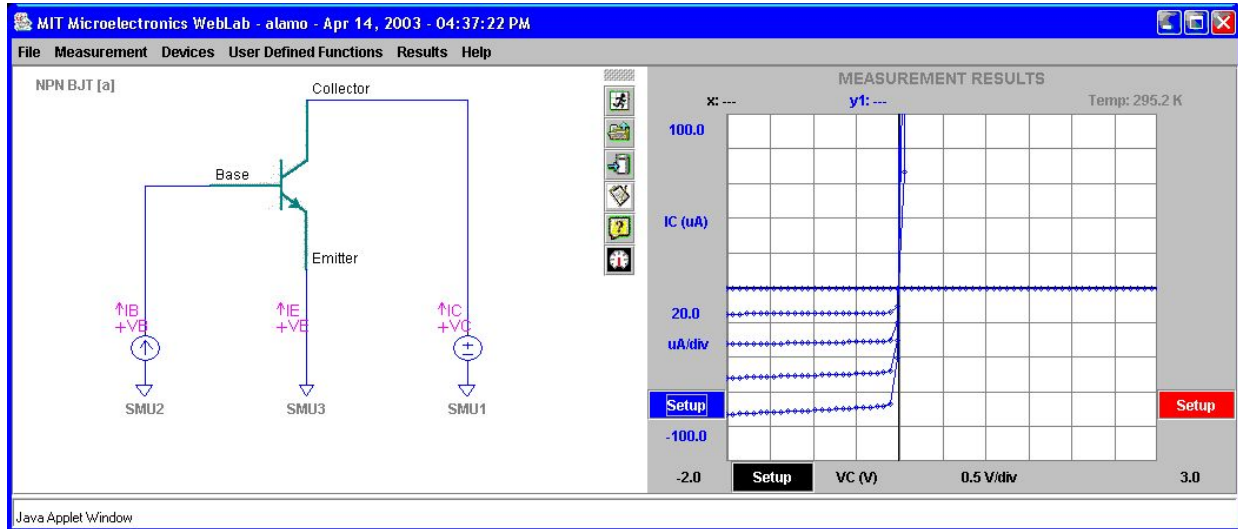 MIT Microelectronics WebLab - alamo - Apr 14, 2003 - 04:37:22 PM
File Measurement Devices User Defined Functions Results Help
NPN BJT [a]
Collector
Base
Emitter
↑IB
+VB
↑IE
+VE
↑IC
+VC
SMU2
SMU3
SMU1
MEASUREMENT RESULTS
x: ---
y1: ---
Temp: 295.2 K
100.0
IC (uA)
20.0
uA/div
Setup
Setup
-100.0
-2.0
Setup
VC (V)
0.5 V/div
3.0
Java Applet Window